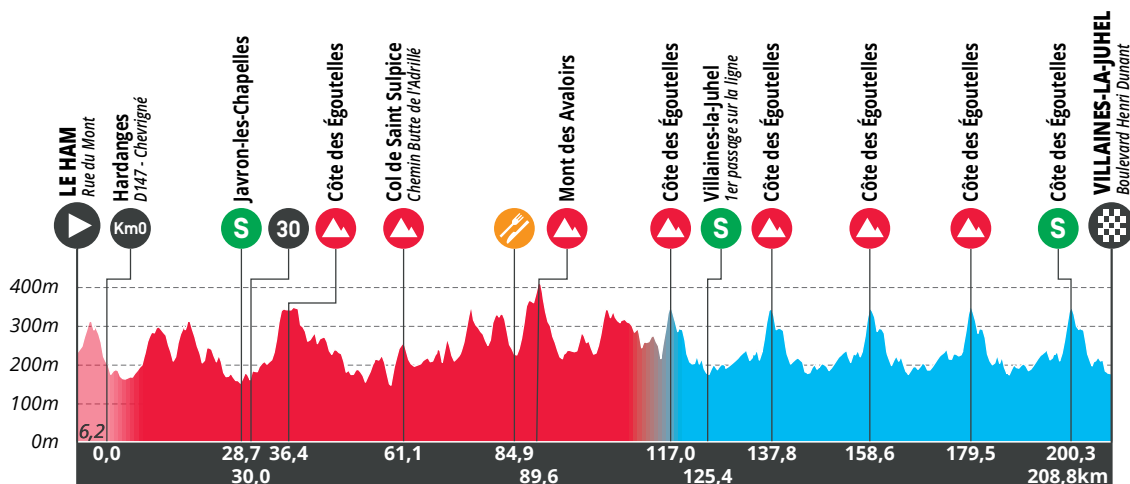 LE HAM
Rue du Mont
Hardanges
D147 - Chevrigné
Javron-les-Chapelles
Côte des Égoutelles
Col de Saint Sulpice
Chemin Butte de l'Adrillé
Mont des Avaloirs
Côte des Égoutelles
Villaines-la-Juhel
1er passage sur la ligne
Côte des Égoutelles
Côte des Égoutelles
Côte des Égoutelles
Côte des Égoutelles
VILLAINES-LA-JUHEL
Boulevard Henri Dunant
Km0
S
30
S
S
400m
300m
200m
100m
0m
6,2
0,0 28,7 36,4 61,1 84,9 117,0 137,8 158,6 179,5 200,3
30,0 89,6 125,4 208,8km